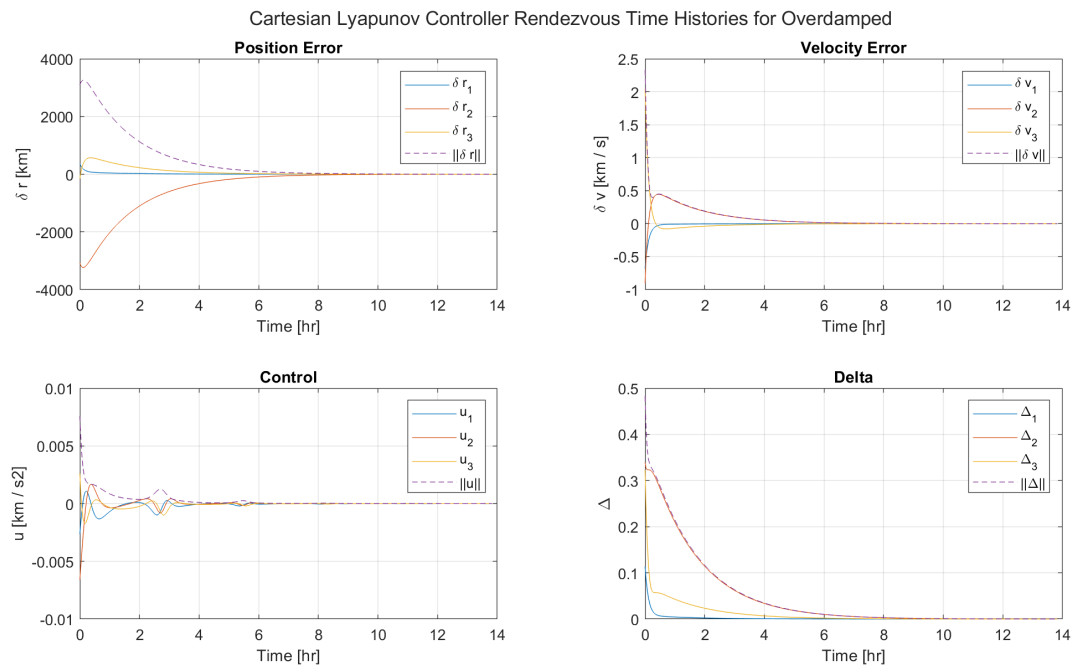 Cartesian Lyapunov Controller Rendezvous Time Histories for Overdamped
Position Error
4000
2000
0
-2000
-4000
δ r [km]
0 2 4 6 8 10 12 14
Time [hr]
δ r1
δ r2
δ r3
||δ r||
Velocity Error
2.5
2
1.5
1
0.5
0
-0.5
-1
δ v [km / s]
0 2 4 6 8 10 12 14
Time [hr]
δ v1
δ v2
δ v3
||δ v||
Control
0.01
0.005
0
-0.005
-0.01
u [km / s2]
0 2 4 6 8 10 12 14
Time [hr]
u1
u2
u3
||u||
Delta
0.5
0.4
0.3
0.2
0.1
0
Δ
0 2 4 6 8 10 12 14
Time [hr]
Δ1
Δ2
Δ3
||Δ||